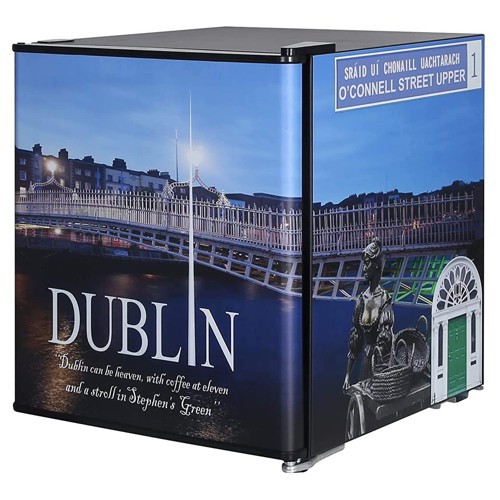 SRÁID UÍ CHONAILL UACHTARACH
O'CONNELL STREET UPPER
1
DUBLIN
"Dublin can be heaven, with coffee at eleven
and a stroll in Stephen's Green"